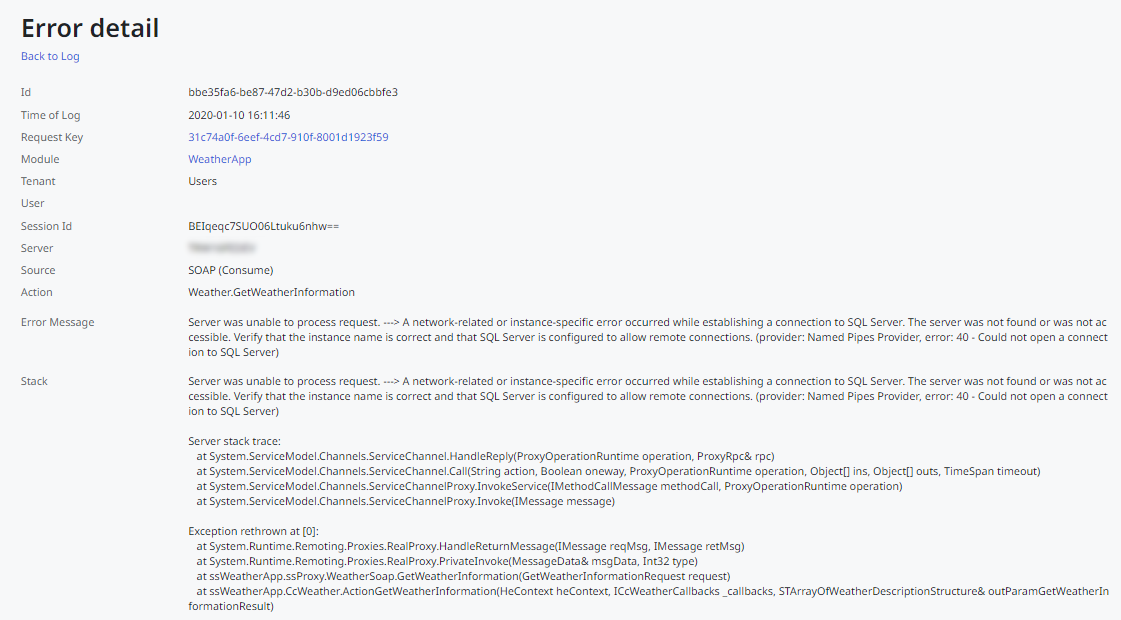 Error detail
Back to Log
Id bbe35fa6-be87-47d2-b30b-d9ed06cbbfe3
Time of Log 2020-01-10 16:11:46
Request Key 31c74a0f-6eef-4cd7-910f-8001d1923f59
Module WeatherApp
Tenant Users
User
Session Id BEIqeqc7SUO06Ltuku6nhw==
Server
Source SOAP (Consume)
Action Weather.GetWeatherInformation
Error Message Server was unable to process request. ---> A network-related or instance-specific error occurred while establishing a connection to SQL Server. The server was not found or was not ac
cessible. Verify that the instance name is correct and that SQL Server is configured to allow remote connections. (provider: Named Pipes Provider, error: 40 - Could not open a connect
ion to SQL Server)
Stack Server was unable to process request. ---> A network-related or instance-specific error occurred while establishing a connection to SQL Server. The server was not found or was not ac
cessible. Verify that the instance name is correct and that SQL Server is configured to allow remote connections. (provider: Named Pipes Provider, error: 40 - Could not open a connect
ion to SQL Server)
Server stack trace:
at System.ServiceModel.Channels.ServiceChannel.HandleReply(ProxyOperationRuntime operation, ProxyRpc& rpc)
at System.ServiceModel.Channels.ServiceChannel.Call(String action, Boolean oneway, ProxyOperationRuntime operation, Object[] ins, Object[] outs, TimeSpan timeout)
at System.ServiceModel.Channels.ServiceChannelProxy.InvokeService(IMethodCallMessage methodCall, ProxyOperationRuntime operation)
at System.ServiceModel.Channels.ServiceChannelProxy.Invoke(IMessage message)
Exception rethrown at [0]:
at System.Runtime.Remoting.Proxies.RealProxy.HandleReturnMessage(IMessage reqMsg, IMessage retMsg)
at System.Runtime.Remoting.Proxies.RealProxy.PrivateInvoke(MessageData& msgData, Int32 type)
at ssWeatherApp.ssProxy.WeatherSoap.GetWeatherInformation(GetWeatherInformationRequest request)
at ssWeatherApp.CcWeather.ActionGetWeatherInformation(HeContext heContext, ICcWeatherCallbacks _callbacks, STArrayOfWeatherDescriptionStructure& outParamGetWeatherIn
formationResult)